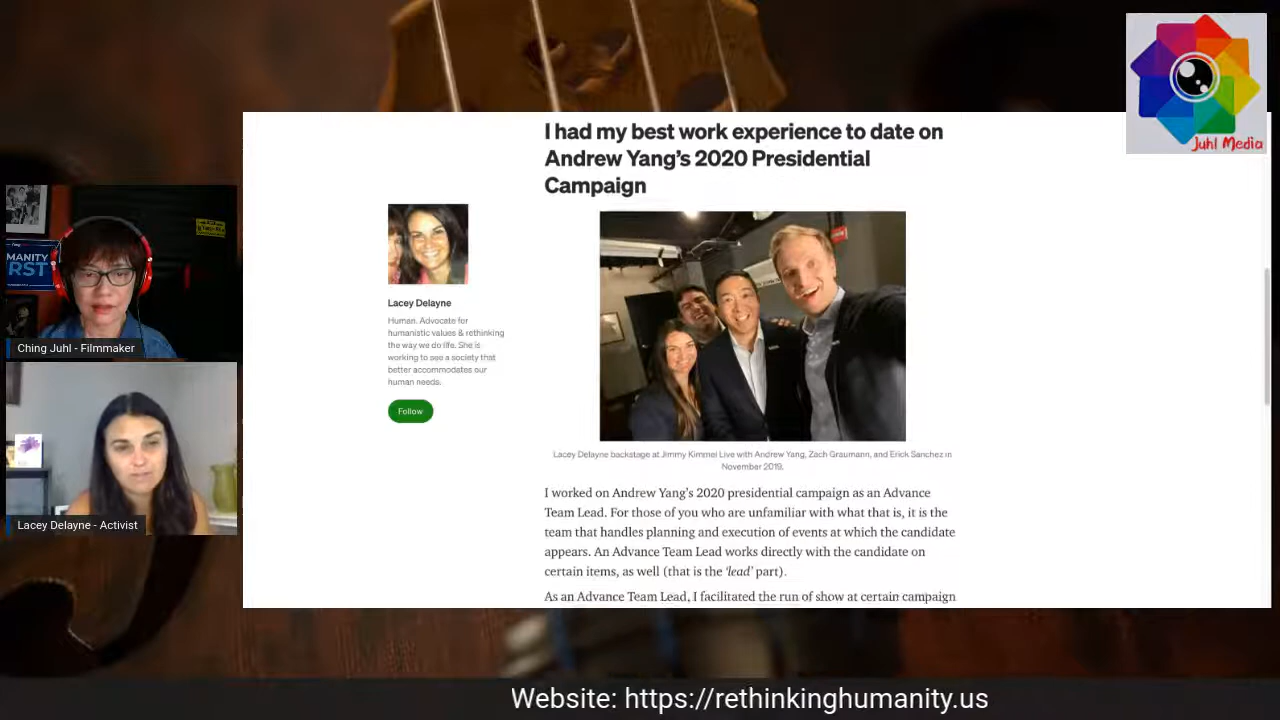 I had my best work experience to date on
Andrew Yang's 2020 Presidential
Campaign
Juhl Media
MANITY
RST
Ching Juhl - Filmmaker
Lacey Delayne - Activist
Lacey Delayne
Human. Advocate for
humanistic values & rethinking
the way we do life. She is
working to see a society that
better accommodates our
human needs.
Follow
Lacey Delayne backstage at Jimmy Kimmel Live with Andrew Yang, Zach Graumann, and Erick Sanchez in
November 2019.
I worked on Andrew Yang's 2020 presidential campaign as an Advance
Team Lead. For those of you who are unfamiliar with what that is, it is the
team that handles planning and execution of events at which the candidate
appears. An Advance Team Lead works directly with the candidate on
certain items, as well (that is the 'lead' part).
As an Advance Team Lead, I facilitated the run of show at certain campaign
Website: https://rethinkinghumanity.us